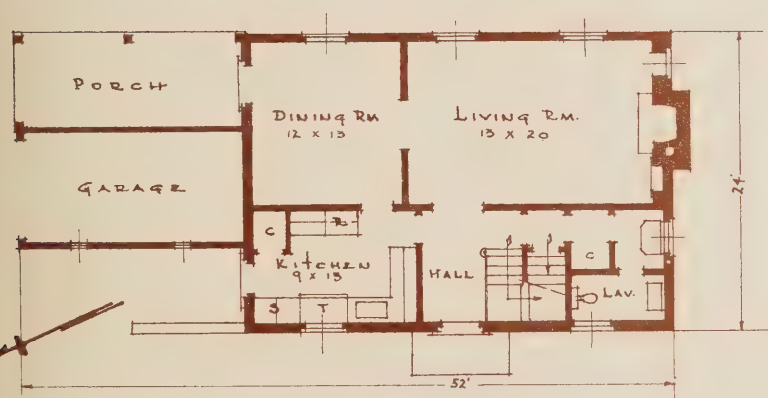 PORCH
DINING RM
12 X 13
LIVING RM.
13 X 20
GARAGE
24'
C
R
KITCHEN
9 X 13
HALL
C
LAV.
S
T
52'